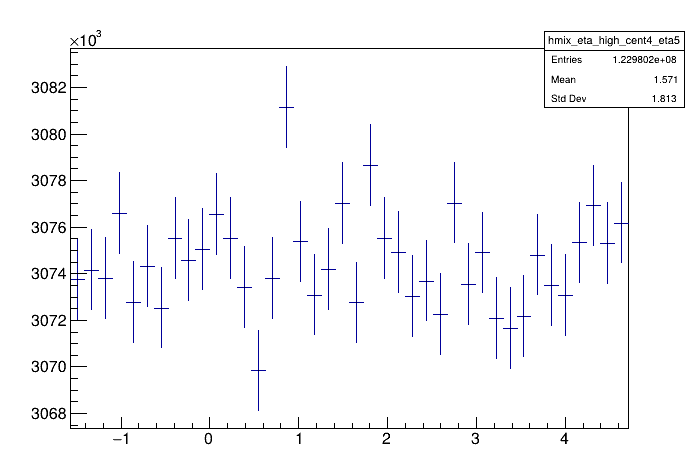 ×10³
hmix_eta_high_cent4_eta5
Entries 1.229802e+08
Mean 1.571
Std Dev 1.813
3082
3080
3078
3076
3074
3072
3070
3068
−1 0 1 2 3 4